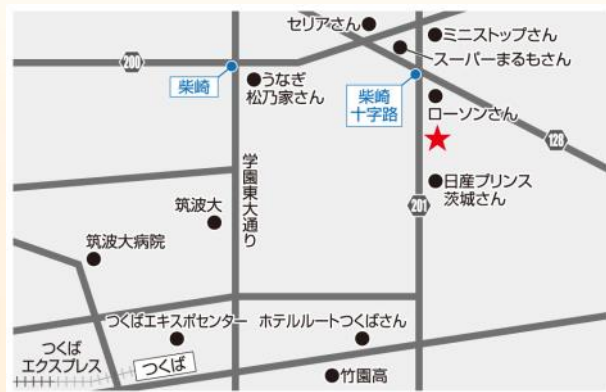 セリアさん
ミニストップさん
スーパーまるもさん
200
柴崎
うなぎ
松乃家さん
柴崎
十字路
ローソンさん
128
学園東大通り
日産プリンス
茨城さん
201
筑波大
筑波大病院
つくばエキスポセンター
ホテルルートつくばさん
つくば
エクスプレス
つくば
竹園高